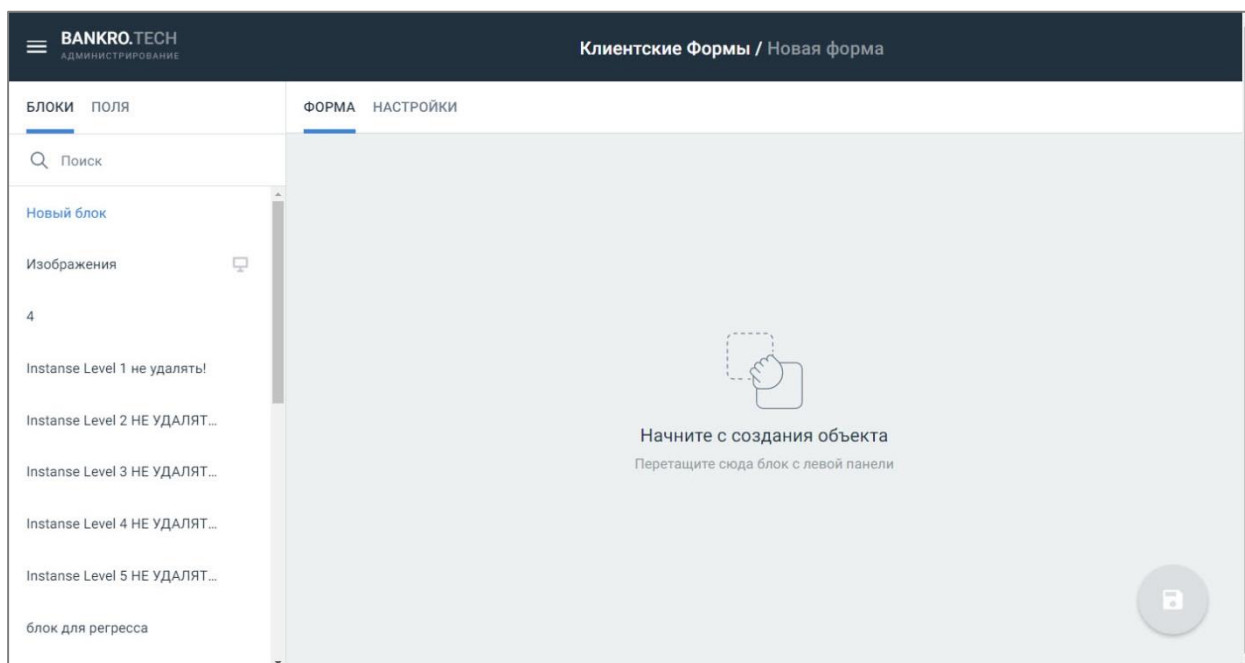 BANKRO.TECH
АДМИНИСТРИРОВАНИЕ
Клиентские Формы / Новая форма
БЛОКИ ПОЛЯ
ФОРМА НАСТРОЙКИ
Поиск
Новый блок
Изображения
4
Instanse Level 1 не удалять!
Instanse Level 2 НЕ УДАЛЯТ...
Instanse Level 3 НЕ УДАЛЯТ...
Instanse Level 4 НЕ УДАЛЯТ...
Instanse Level 5 НЕ УДАЛЯТ...
блок для регресса
Начните с создания объекта
Перетащите сюда блок с левой панели